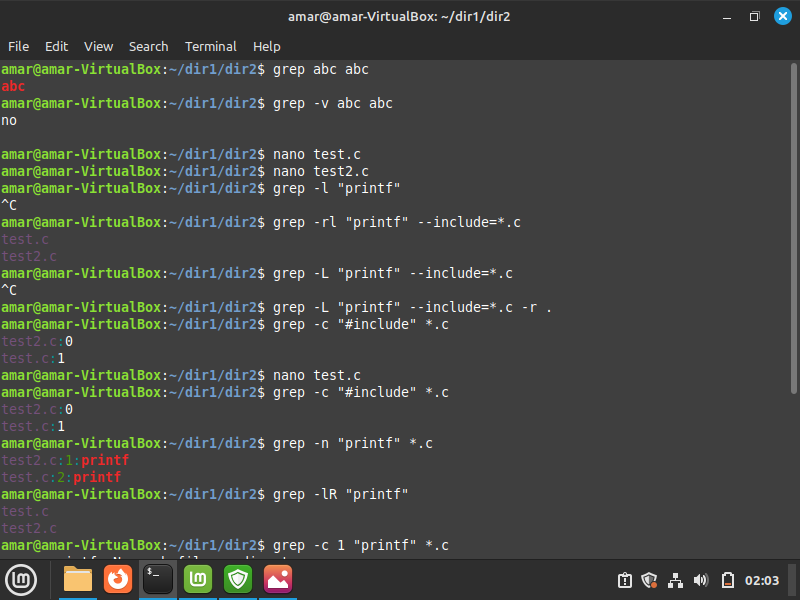 amar@amar-VirtualBox: ~/dir1/dir2
File Edit View Search Terminal Help
amar@amar-VirtualBox:~/dir1/dir2$ grep abc abc
abc
amar@amar-VirtualBox:~/dir1/dir2$ grep -v abc abc
no
amar@amar-VirtualBox:~/dir1/dir2$ nano test.c
amar@amar-VirtualBox:~/dir1/dir2$ nano test2.c
amar@amar-VirtualBox:~/dir1/dir2$ grep -l "printf"
^C
amar@amar-VirtualBox:~/dir1/dir2$ grep -rl "printf" --include=*.c
test.c
test2.c
amar@amar-VirtualBox:~/dir1/dir2$ grep -L "printf" --include=*.c
^C
amar@amar-VirtualBox:~/dir1/dir2$ grep -L "printf" --include=*.c -r .
amar@amar-VirtualBox:~/dir1/dir2$ grep -c "#include" *.c
test2.c:0
test.c:1
amar@amar-VirtualBox:~/dir1/dir2$ nano test.c
amar@amar-VirtualBox:~/dir1/dir2$ grep -c "#include" *.c
test2.c:0
test.c:1
amar@amar-VirtualBox:~/dir1/dir2$ grep -n "printf" *.c
test2.c:1:printf
test.c:2:printf
amar@amar-VirtualBox:~/dir1/dir2$ grep -lR "printf"
test.c
test2.c
amar@amar-VirtualBox:~/dir1/dir2$ grep -c 1 "printf" *.c
02:03